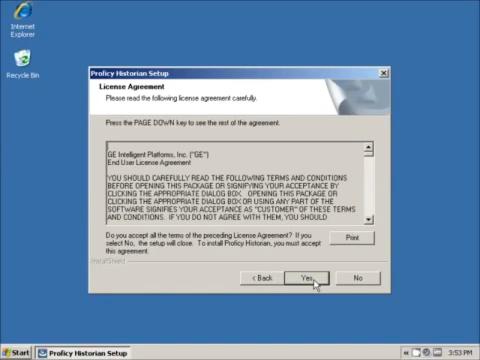 Internet
Explorer
Recycle Bin
Proficy Historian Setup
License Agreement
Please read the following license agreement carefully.
Press the PAGE DOWN key to see the rest of the agreement.
GE Intelligent Platforms, Inc. ("GE")
End User License Agreement
YOU SHOULD CAREFULLY READ THE FOLLOWING TERMS AND CONDITIONS
BEFORE OPENING THIS PACKAGE OR SIGNIFYING YOUR ACCEPTANCE BY
CLICKING THE APPROPRIATE DIALOG BOX.  OPENING THIS PACKAGE OR
CLICKING THE APPROPRIATE DIALOG BOX OR USING ANY PART OF THE
SOFTWARE SIGNIFIES YOUR ACCEPTANCE AS "CUSTOMER" OF THESE TERMS
AND CONDITIONS.  IF YOU DO NOT AGREE WITH THEM, YOU SHOULD
Do you accept all the terms of the preceding License Agreement?  If you
select No, the setup will close.  To install Proficy Historian, you must accept
this agreement.
Print
InstallShield
< Back
Yes
No
Start
Proficy Historian Setup
3:53 PM